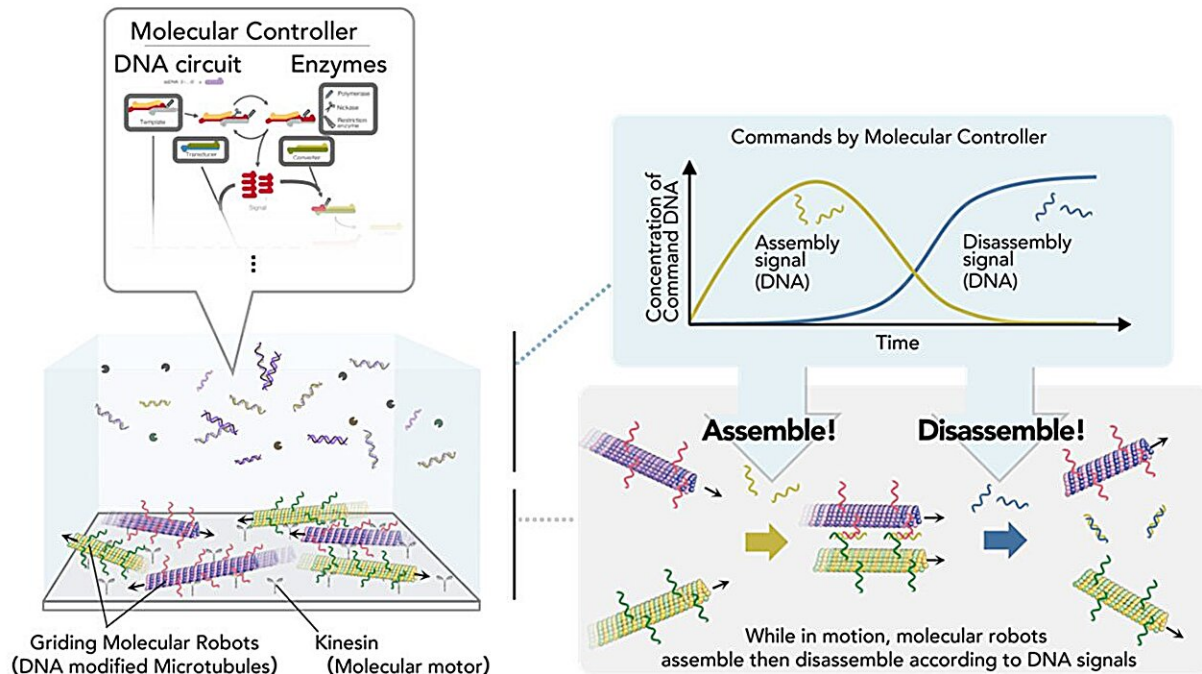 Molecular Controller
DNA circuit
Enzymes
Polymerase
Nickase
Restriction
enzyme
Template
Transducer
Converter
Signal
Commands by Molecular Controller
Concentration of
Command DNA
Assembly
signal
(DNA)
Disassembly
signal
(DNA)
Time
Assemble!
Disassemble!
While in motion, molecular robots
assemble then disassemble according to DNA signals
Griding Molecular Robots
(DNA modified Microtubules)
Kinesin
(Molecular motor)